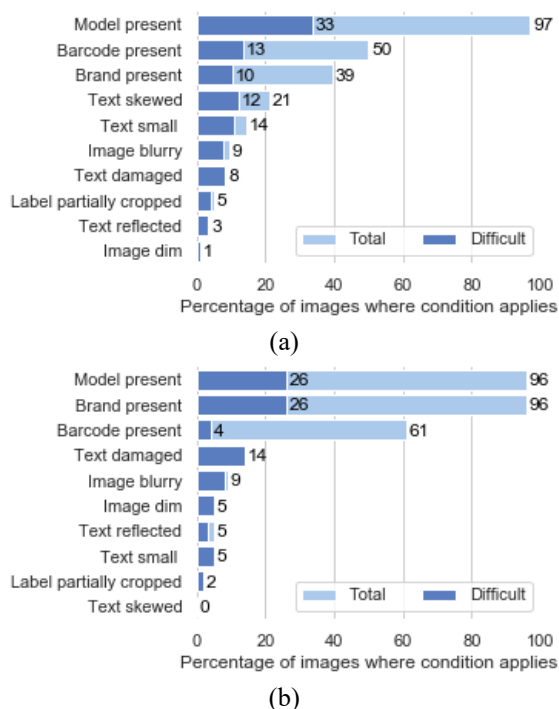 Model present 33 97
Barcode present 13 50
Brand present 10 39
Text skewed 12 21
Text small 14
Image blurry 9
Text damaged 8
Label partially cropped 5
Text reflected 3
Image dim 1
Total Difficult
0 20 40 60 80 100
Percentage of images where condition applies
(a)
Model present 26 96
Brand present 26 96
Barcode present 4 61
Text damaged 14
Image blurry 9
Image dim 5
Text reflected 5
Text small 5
Label partially cropped 2
Text skewed 0
Total Difficult
0 20 40 60 80 100
Percentage of images where condition applies
(b)